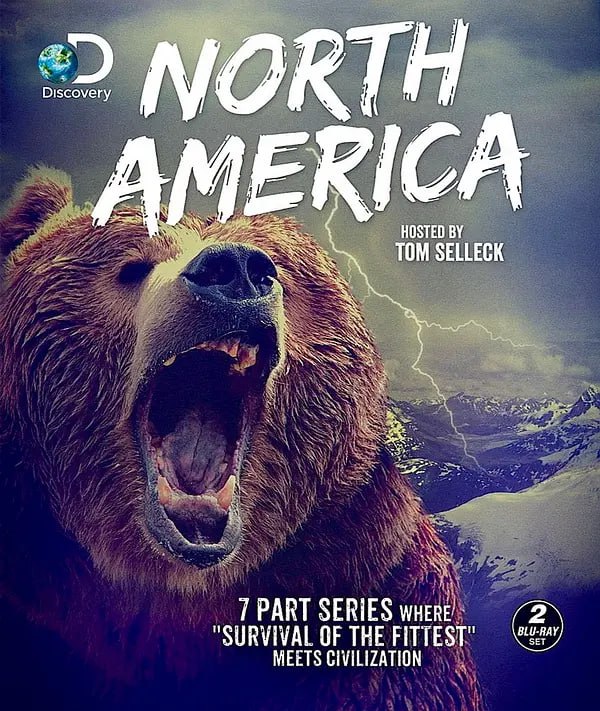 Discovery
NORTH
AMERICA
HOSTED BY
TOM SELLECK
7 PART SERIES WHERE
"SURVIVAL OF THE FITTEST"
MEETS CIVILIZATION
2
BLU-RAY
SET